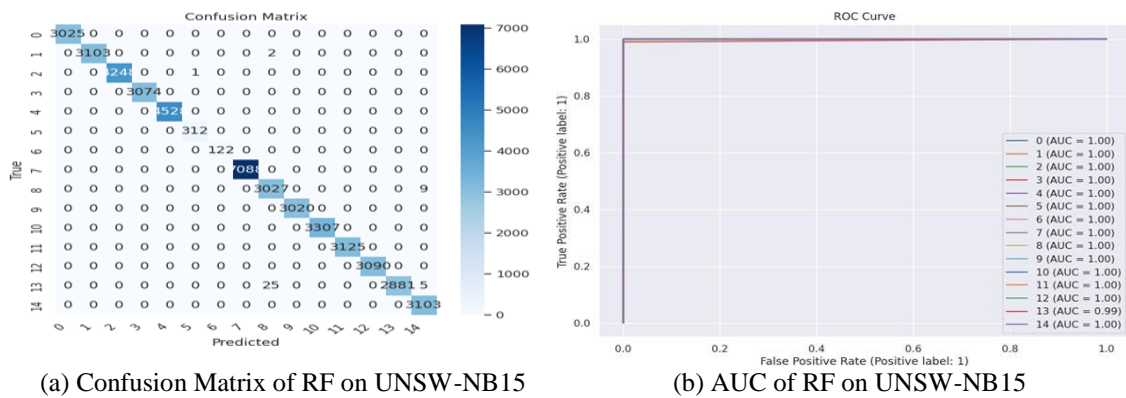 Confusion Matrix
0 3025 0 0 0 0 0 0 0 0 0 0 0 0 0 0
1 0 3103 0 0 0 0 0 0 2 0 0 0 0 0 0
2 0 0 4248 0 0 1 0 0 0 0 0 0 0 0 0
3 0 0 0 3074 0 0 0 0 0 0 0 0 0 0 0
4 0 0 0 0 4528 0 0 0 0 0 0 0 0 0 0
5 0 0 0 0 0 312 0 0 0 0 0 0 0 0 0
6 0 0 0 0 0 0 122 0 0 0 0 0 0 0 0
7 0 0 0 0 0 0 0 7088 0 0 0 0 0 0 0
8 0 0 0 0 0 0 0 0 3027 0 0 0 0 0 9
9 0 0 0 0 0 0 0 0 0 3020 0 0 0 0 0
10 0 0 0 0 0 0 0 0 0 0 3307 0 0 0 0
11 0 0 0 0 0 0 0 0 0 0 0 3125 0 0 0
12 0 0 0 0 0 0 0 0 0 0 0 0 3090 0 0
13 0 0 0 0 0 0 0 0 25 0 0 0 0 2881 5
14 0 0 0 0 0 0 0 0 0 0 0 0 0 0 3103
True
0 1 2 3 4 5 6 7 8 9 10 11 12 13 14
Predicted
7000
6000
5000
4000
3000
2000
1000
0
(a) Confusion Matrix of RF on UNSW-NB15
ROC Curve
True Positive Rate (Positive label: 1)
1.0
0.8
0.6
0.4
0.2
0.0
0 (AUC = 1.00)
1 (AUC = 1.00)
2 (AUC = 1.00)
3 (AUC = 1.00)
4 (AUC = 1.00)
5 (AUC = 1.00)
6 (AUC = 1.00)
7 (AUC = 1.00)
8 (AUC = 1.00)
9 (AUC = 1.00)
10 (AUC = 1.00)
11 (AUC = 1.00)
12 (AUC = 1.00)
13 (AUC = 0.99)
14 (AUC = 1.00)
0.0 0.2 0.4 0.6 0.8 1.0
False Positive Rate (Positive label: 1)
(b) AUC of RF on UNSW-NB15